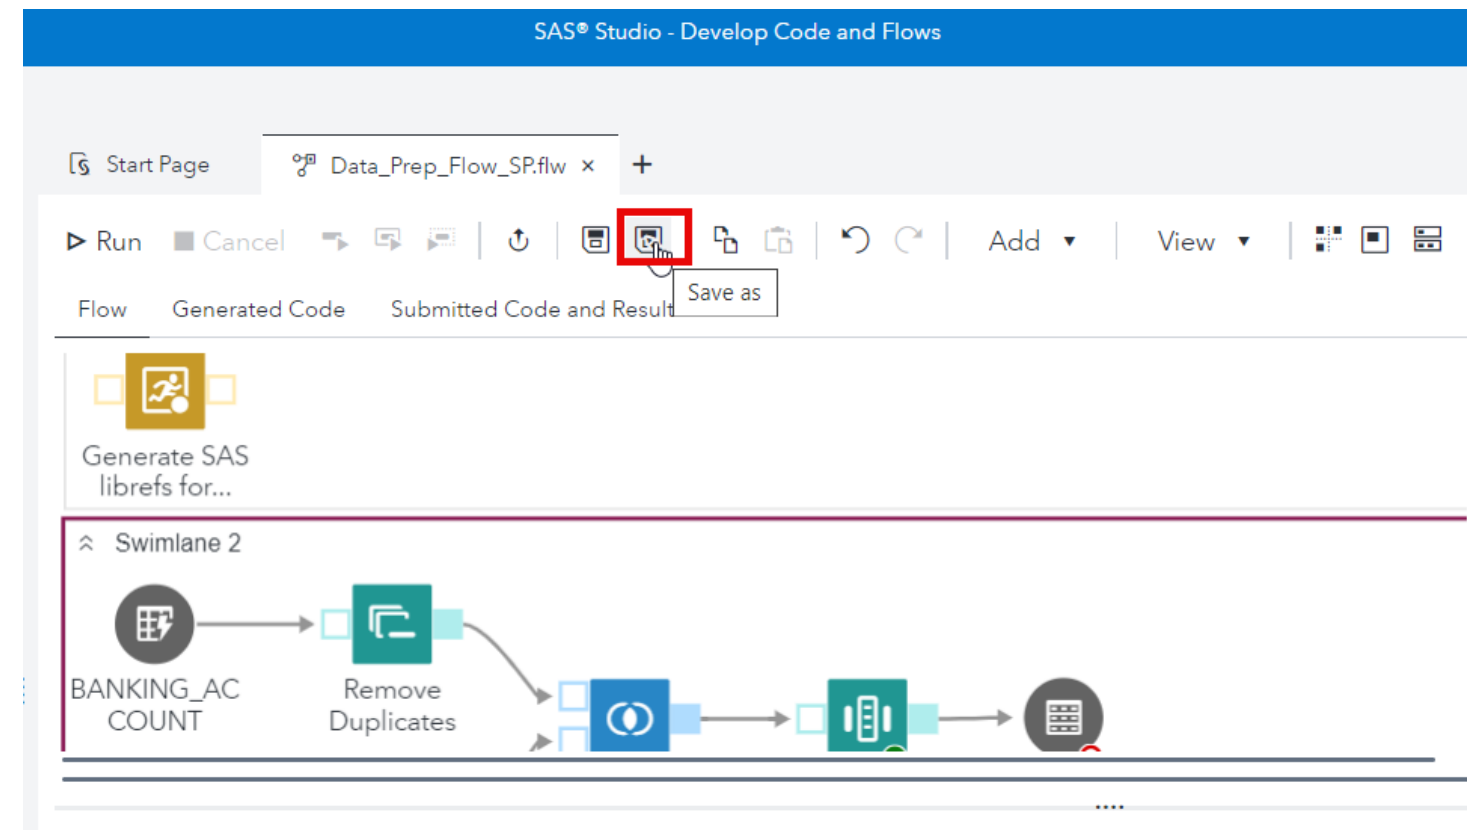 SAS® Studio - Develop Code and Flows
Start Page
Data_Prep_Flow_SP.flw × +
Run Cancel Add View
Save as
Flow Generated Code Submitted Code and Result
Generate SAS
librefs for...
Swimlane 2
BANKING_AC
COUNT
Remove
Duplicates